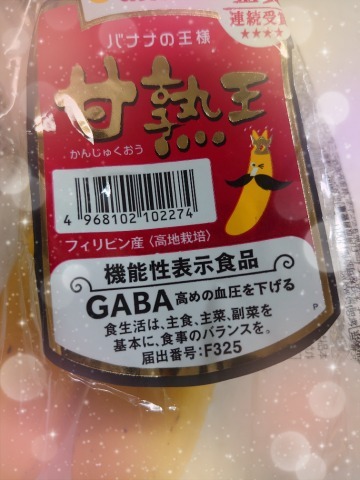 連続受賞
★★★★
バナナの王様
甘熟王
かんじゅくおう
4 968102 102274
フィリピン産〈高地栽培〉
機能性表示食品
GABA 高めの血圧を下げる
食生活は、主食、主菜、副菜を
基本に、食事のバランスを。
届出番号:F325
P